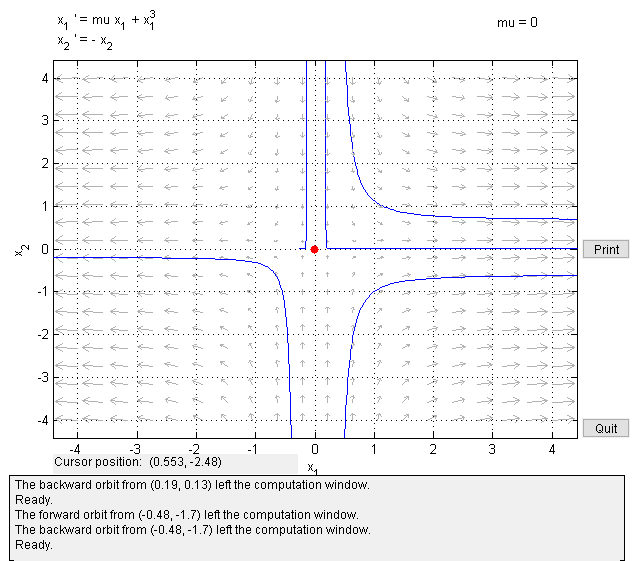 x1 ' = mu x1 + x1^3
mu = 0
x2 ' = - x2
4
3
2
1
0
-1
-2
-3
-4
x2
-4 -3 -2 -1 0 1 2 3 4
x1
Print
Quit
Cursor position: (0.553, -2.48)
The backward orbit from (0.19, 0.13) left the computation window.
Ready.
The forward orbit from (-0.48, -1.7) left the computation window.
The backward orbit from (-0.48, -1.7) left the computation window.
Ready.